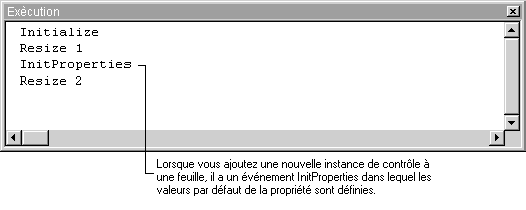 Exècution
Initialize
Resize 1
InitProperties
Resize 2
Lorsque vous ajoutez une nouvelle instance de contrôle à
une feuille, il a un événement InitProperties dans lequel les
valeurs par défaut de la propriété sont définies.